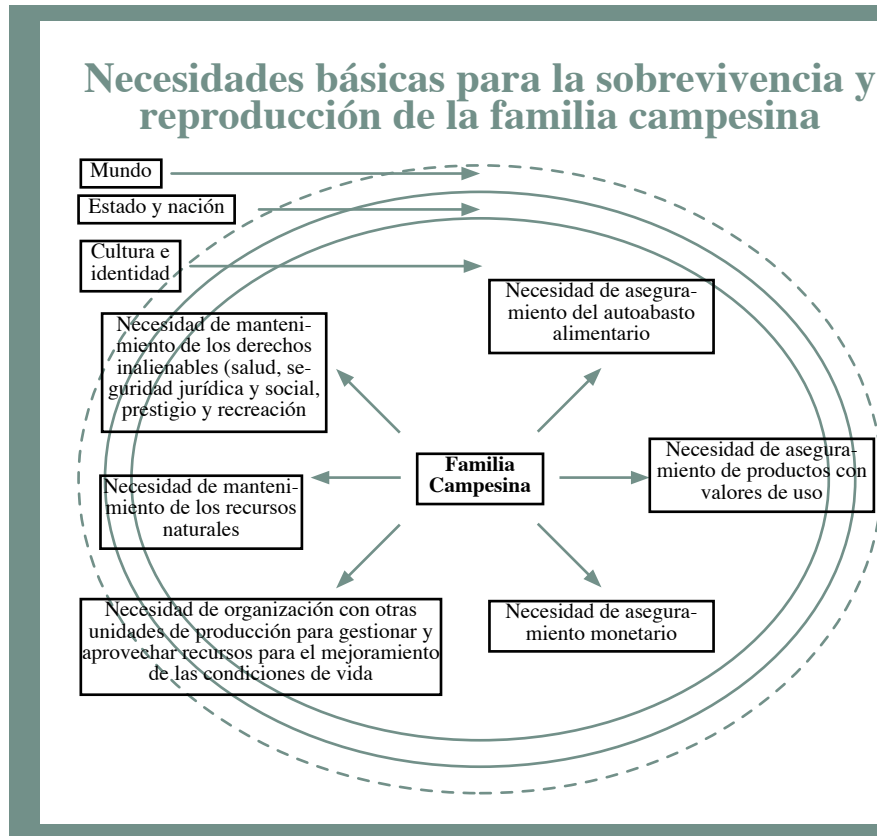 Necesidades básicas para la sobrevivencia y
reproducción de la familia campesina
Mundo
Estado y nación
Cultura e
identidad
Necesidad de asegura-
miento del autoabasto
alimentario
Necesidad de manteni-
miento de los derechos
inalienables (salud, se-
guridad jurídica y social,
prestigio y recreación
Familia
Campesina
Necesidad de asegura-
miento de productos con
valores de uso
Necesidad de manteni-
miento de los recursos
naturales
Necesidad de organización con otras
unidades de producción para gestionar y
aprovechar recursos para el mejoramiento
de las condiciones de vida
Necesidad de asegura-
miento monetario